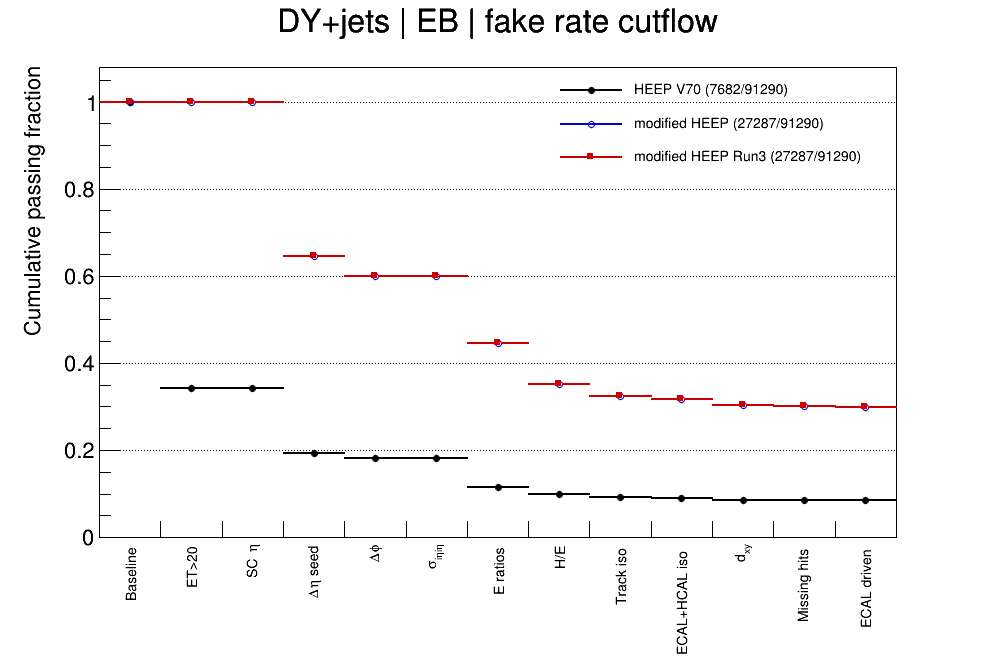 DY+jets | EB | fake rate cutflow
Cumulative passing fraction
1
0.8
0.6
0.4
0.2
0
HEEP V70 (7682/91290)
modified HEEP (27287/91290)
modified HEEP Run3 (27287/91290)
Baseline
ET>20
SC η
Δη seed
Δϕ
σiηiη
E ratios
H/E
Track iso
ECAL+HCAL iso
dxy
Missing hits
ECAL driven